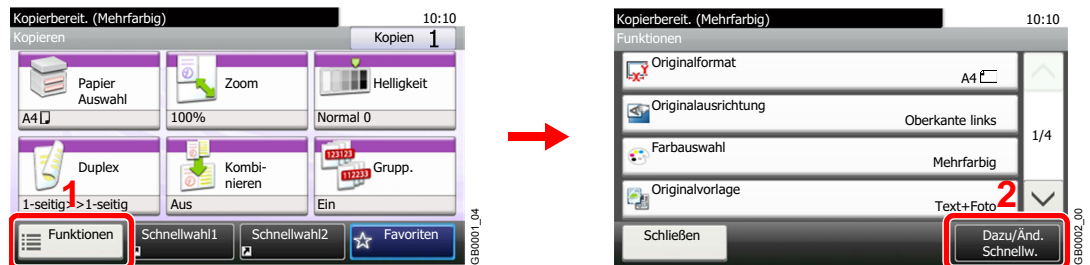 Kopierbereit. (Mehrfarbig) 10:10
Kopieren Kopien 1
Papier Auswahl
A4
Zoom
100%
Helligkeit
Normal 0
Duplex
1-seitig>>1-seitig
Kombi-
nieren
Aus
123123
112233
Grupp.
Ein
1
Funktionen
Schnellwahl1
Schnellwahl2
Favoriten
GB0001_04
Kopierbereit. (Mehrfarbig) 10:10
Funktionen
Originalformat
A4
Originalausrichtung
Oberkante links
1/4
Farbauswahl
Mehrfarbig
Originalvorlage
Text+Foto
2
Schließen
Dazu/Änd.
Schnellw.
GB0002_00